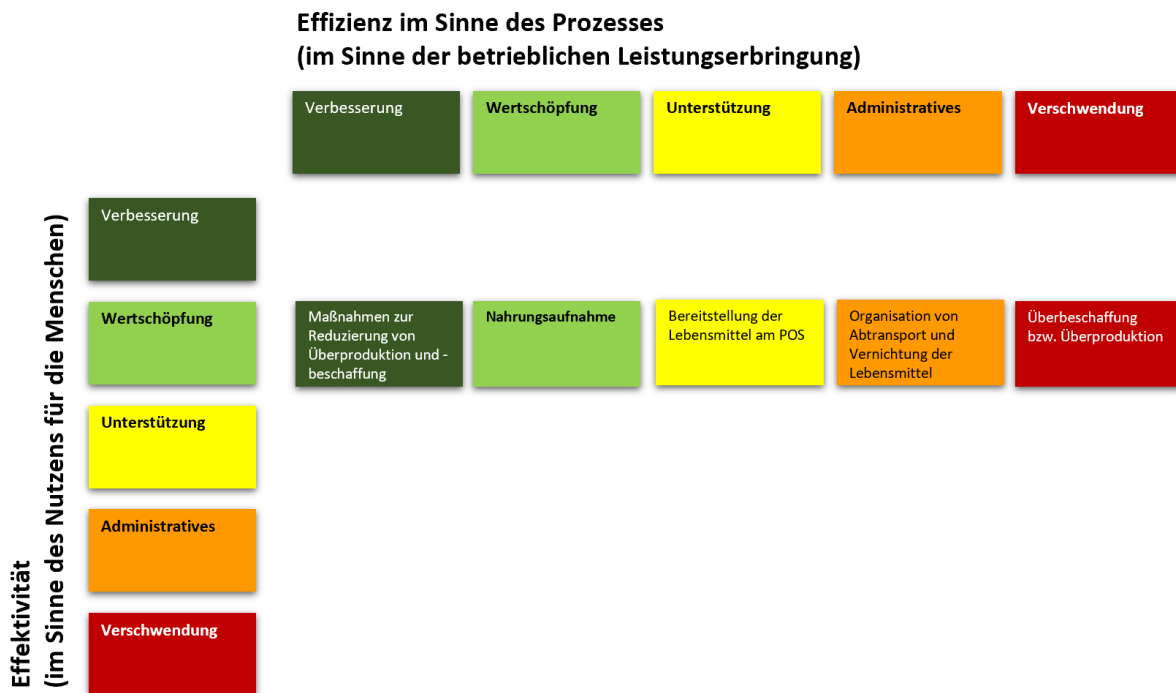 Effizienz im Sinne des Prozesses
(im Sinne der betrieblichen Leistungserbringung)
Verbesserung
Wertschöpfung
Unterstützung
Administratives
Verschwendung
Effektivität
(im Sinne des Nutzens für die Menschen)
Verbesserung
Wertschöpfung
Maßnahmen zur
Reduzierung von
Überproduktion und -
beschaffung
Nahrungsaufnahme
Bereitstellung der
Lebensmittel am POS
Organisation von
Abtransport und
Vernichtung der
Lebensmittel
Überbeschaffung
bzw. Überproduktion
Unterstützung
Administratives
Verschwendung